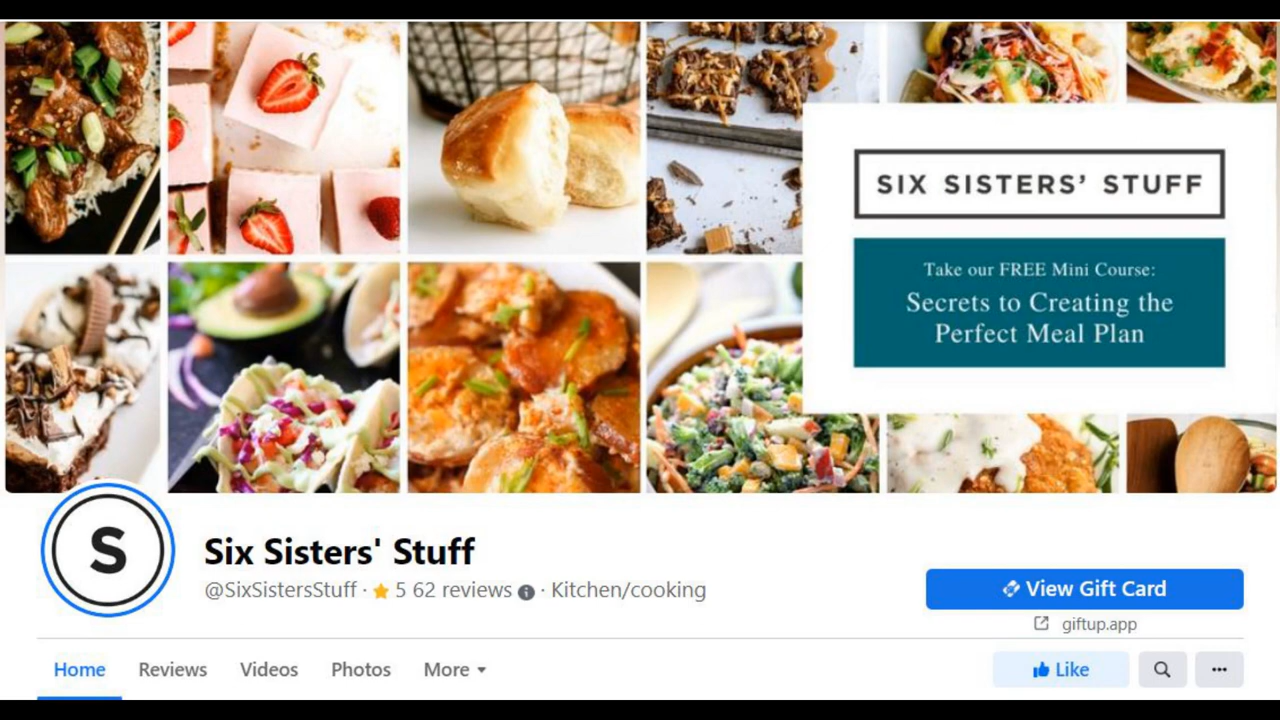 SIX SISTERS' STUFF
Take our FREE Mini Course:
Secrets to Creating the
Perfect Meal Plan
S
Six Sisters' Stuff
@SixSistersStuff · 5 62 reviews · Kitchen/cooking
View Gift Card
giftup.app
Home Reviews Videos Photos More
Like